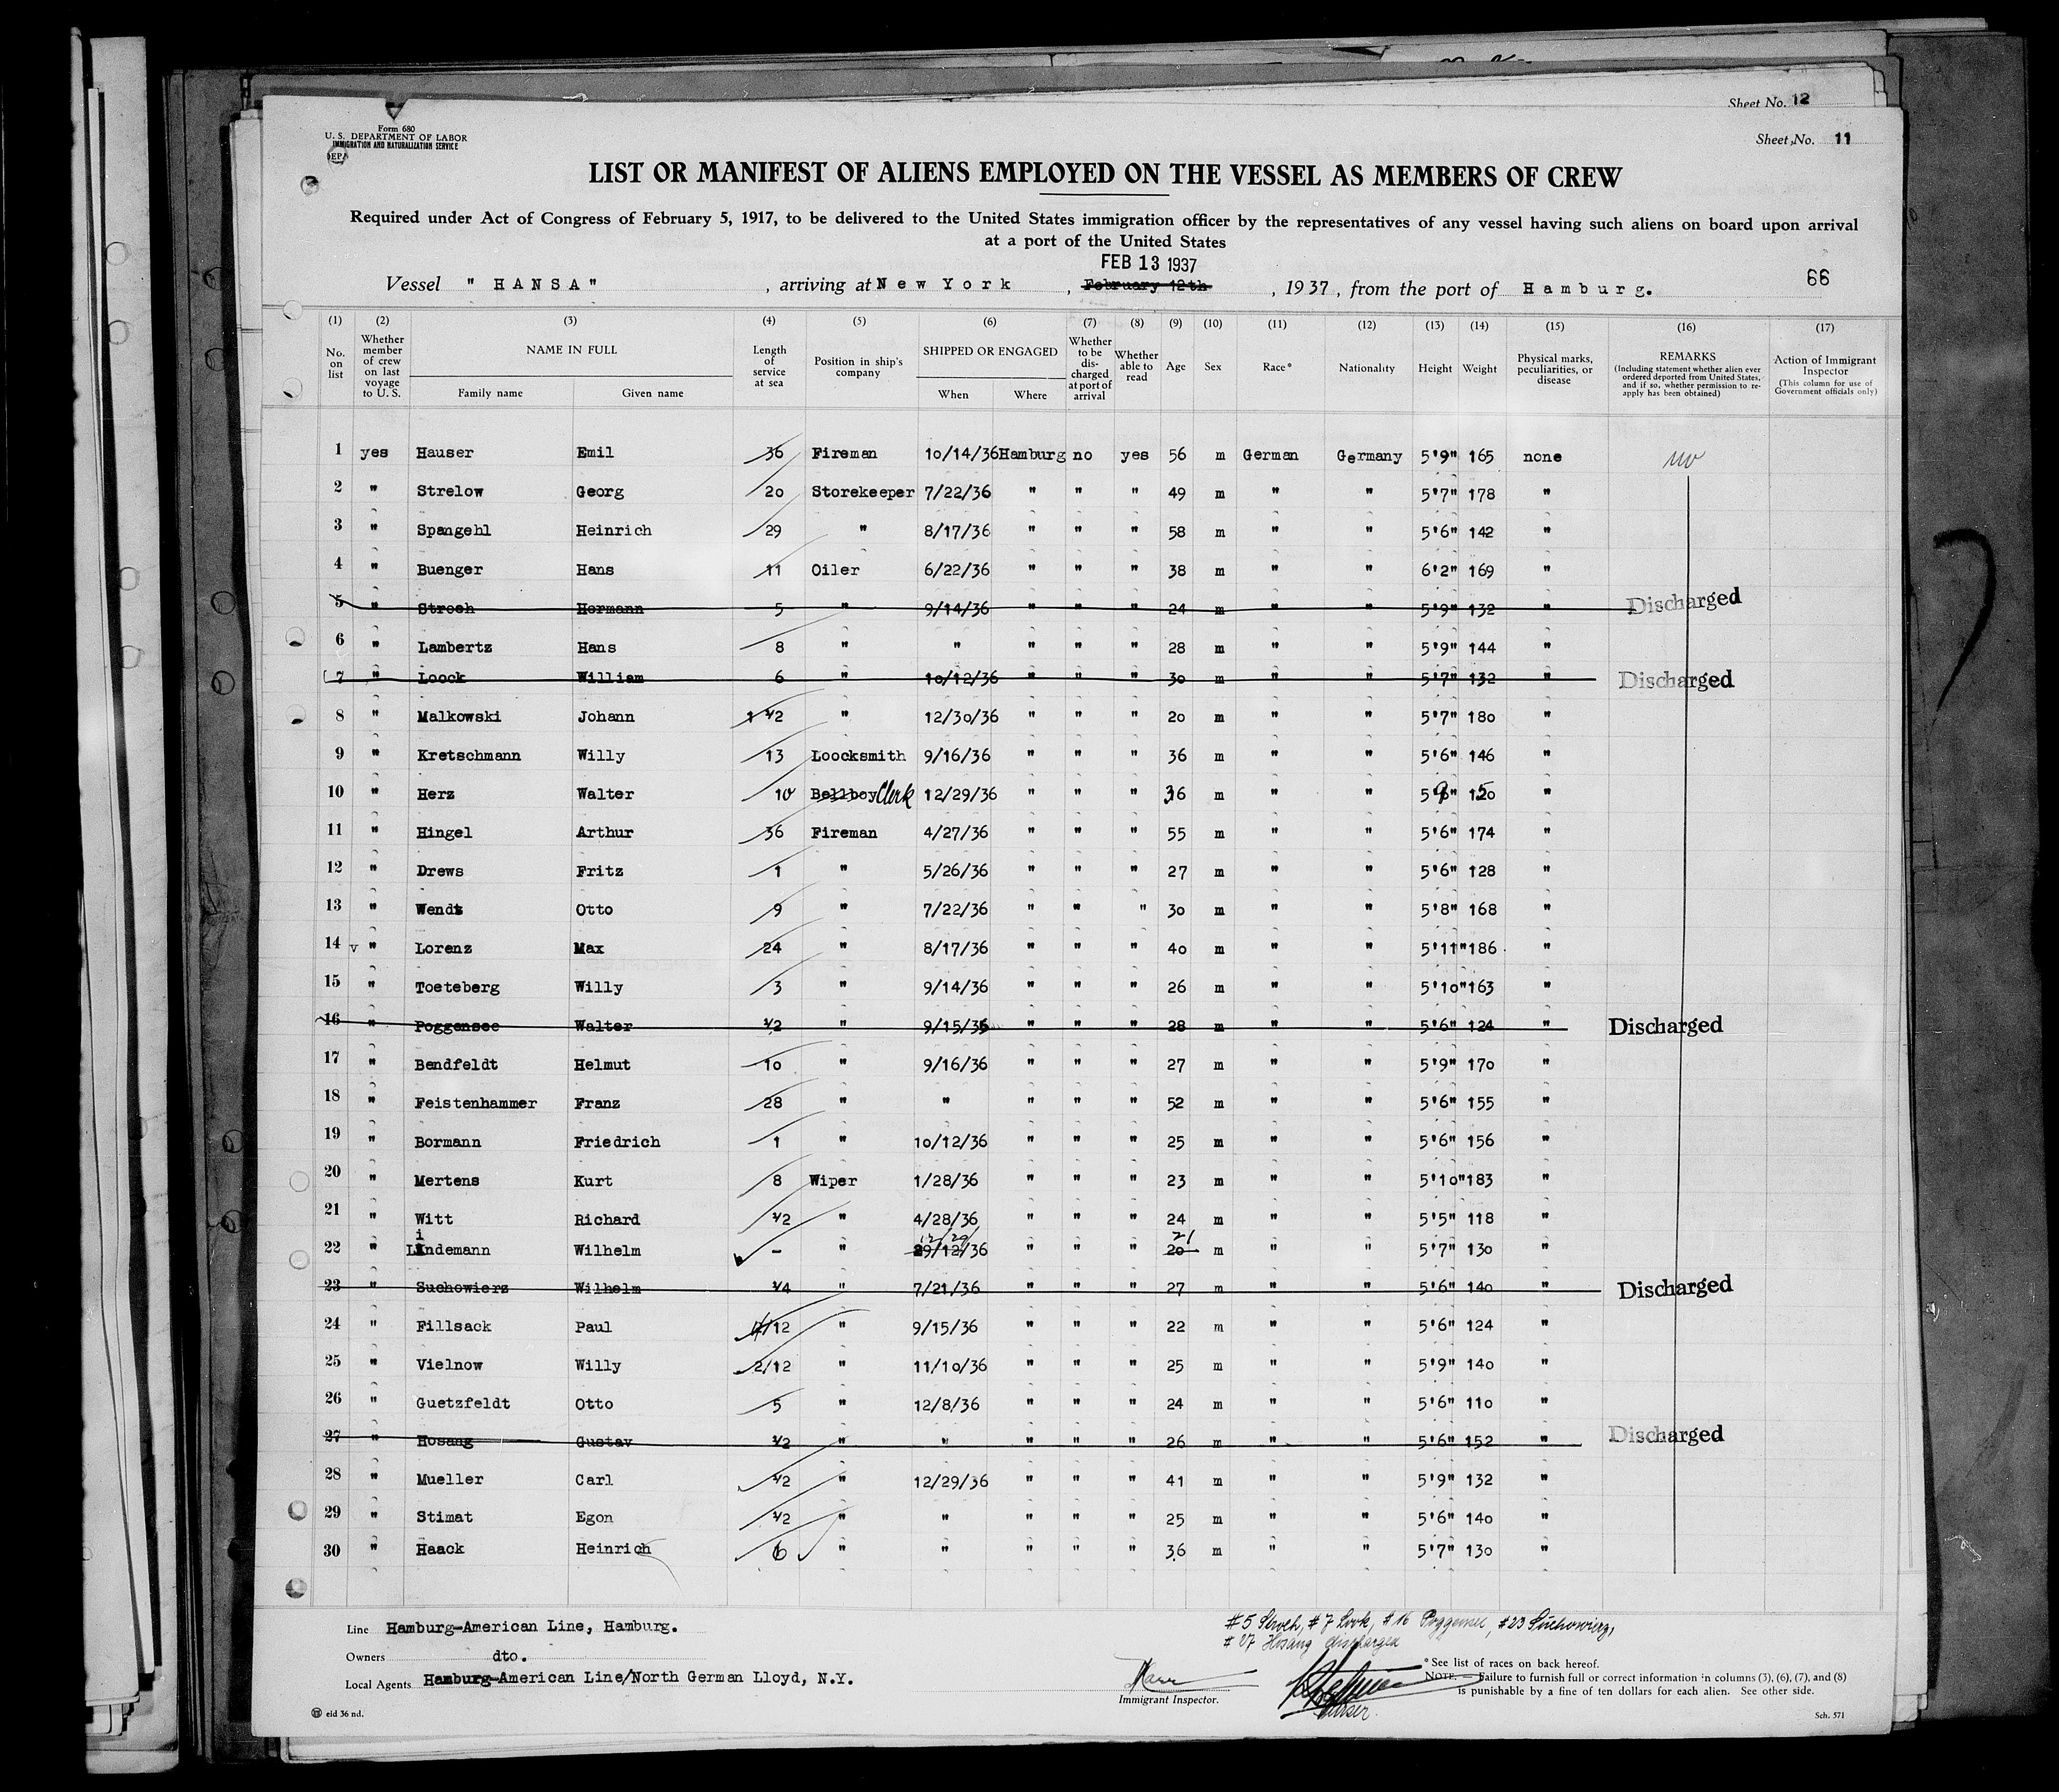 Sheet No. 12
Form 680
U. S. DEPARTMENT OF LABOR
IMMIGRATION AND NATURALIZATION SERVICE
Sheet No. 11
LIST OR MANIFEST OF ALIENS EMPLOYED ON THE VESSEL AS MEMBERS OF CREW
Required under Act of Congress of February 5, 1917, to be delivered to the United States immigration officer by the representatives of any vessel having such aliens on board upon arrival
at a port of the United States
FEB 13 1937
Vessel " HANSA" , arriving at New York , February 12th , 1937, from the port of Hamburg. 66
(1) (2) (3) (4) (5) (6) (7) (8) (9) (10) (11) (12) (13) (14) (15) (16) (17)
No. on list
Whether member of crew on last voyage to U. S.
NAME IN FULL
Family name Given name
Length of service at sea
Position in ship's company
SHIPPED OR ENGAGED
When Where
Whether to be discharged at port of arrival
Whether able to read
Age
Sex
Race*
Nationality
Height
Weight
Physical marks, peculiarities, or disease
REMARKS
(Including statement whether alien ever ordered deported from United States, and if so, whether permission to reapply has been obtained)
Action of Immigrant Inspector
(This column for use of Government officials only)
1 yes Hauser Emil 36 Fireman 10/14/36 Hamburg no yes 56 m German Germany 5'9" 165 none no
2 " Strelow Georg 20 Storekeeper 7/22/36 " " " 49 m " " 5'7" 178 "
3 " Spangehl Heinrich 29 " 8/17/36 " " " 58 m " " 5'6" 142 "
4 " Buenger Hans 11 Oiler 6/22/36 " " " 38 m " " 6'2" 169 "
5 " Stroeh Hermann 5 " 9/14/36 " " " 24 m " " 5'9" 132 " Discharged
6 " Lambertz Hans 8 " " " " " 28 m " " 5'9" 144 "
7 " Loock William 6 " 10/12/36 " " " 30 m " " 5'7" 132 " Discharged
8 " Malkowski Johann 1 1/2 " 12/30/36 " " " 20 m " " 5'7" 180 "
9 " Kretschmann Willy 13 Loocksmith 9/16/36 " " " 36 m " " 5'6" 146 "
10 " Herz Walter 10 Bellboy Clerk 12/29/36 " " " 36 m " " 5'9" 150 "
11 " Hingel Arthur 36 Fireman 4/27/36 " " " 55 m " " 5'6" 174 "
12 " Drews Fritz 1 " 5/26/36 " " " 27 m " " 5'6" 128 "
13 " Wendt Otto 9 " 7/22/36 " " " 30 m " " 5'8" 168 "
14 v " Lorenz Max 24 " 8/17/36 " " " 40 m " " 5'11" 186 "
15 " Toeteberg Willy 3 " 9/14/36 " " " 26 m " " 5'10" 163 "
16 " Poggensee Walter 1/2 " 9/15/36 " " " 28 m " " 5'6" 124 " Discharged
17 " Bendfeldt Helmut 10 " 9/16/36 " " " 27 m " " 5'9" 170 "
18 " Feistenhammer Franz 28 " " " " " 52 m " " 5'6" 155 "
19 " Bormann Friedrich 1 " 10/12/36 " " " 25 m " " 5'6" 156 "
20 " Mertens Kurt 8 Wiper 1/28/36 " " " 23 m " " 5'10" 183 "
21 " Witt Richard 1/2 " 4/28/36 " " " 24 m " " 5'5" 118 "
12/29 21
22 " Lindemann Wilhelm - " 29/12/36 " " " 20 m " " 5'7" 130 "
23 " Suchowierz Wilhelm 1/4 " 7/21/36 " " " 27 m " " 5'6" 140 " Discharged
24 " Fillsack Paul 4/12 " 9/15/36 " " " 22 m " " 5'6" 124 "
25 " Vielnow Willy 2/12 " 11/10/36 " " " 25 m " " 5'9" 140 "
26 " Guetzfeldt Otto 5 " 12/8/36 " " " 24 m " " 5'6" 110 "
27 " Hosang Gustav 1/2 " " " " " 26 m " " 5'6" 152 " Discharged
28 " Mueller Carl 1/2 " 12/29/36 " " " 41 m " " 5'9" 132 "
29 " Stimat Egon 1/2 " " " " " 25 m " " 5'6" 140 "
30 " Haack Heinrich 6 " " " " " 36 m " " 5'7" 130 "
#5 Stroeh, #7 Loock, #16 Poggensee, #23 Suchowierz,
#27 Hosang discharged
Line Hamburg-American Line, Hamburg.
Owners dto.
Local Agents Hamburg-American Line/North German Lloyd, N.Y.
Immigrant Inspector.
* See list of races on back hereof.
NOTE.—Failure to furnish full or correct information in columns (3), (6), (7), and (8)
is punishable by a fine of ten dollars for each alien. See other side.
eid 36 nd.
Sch. 571